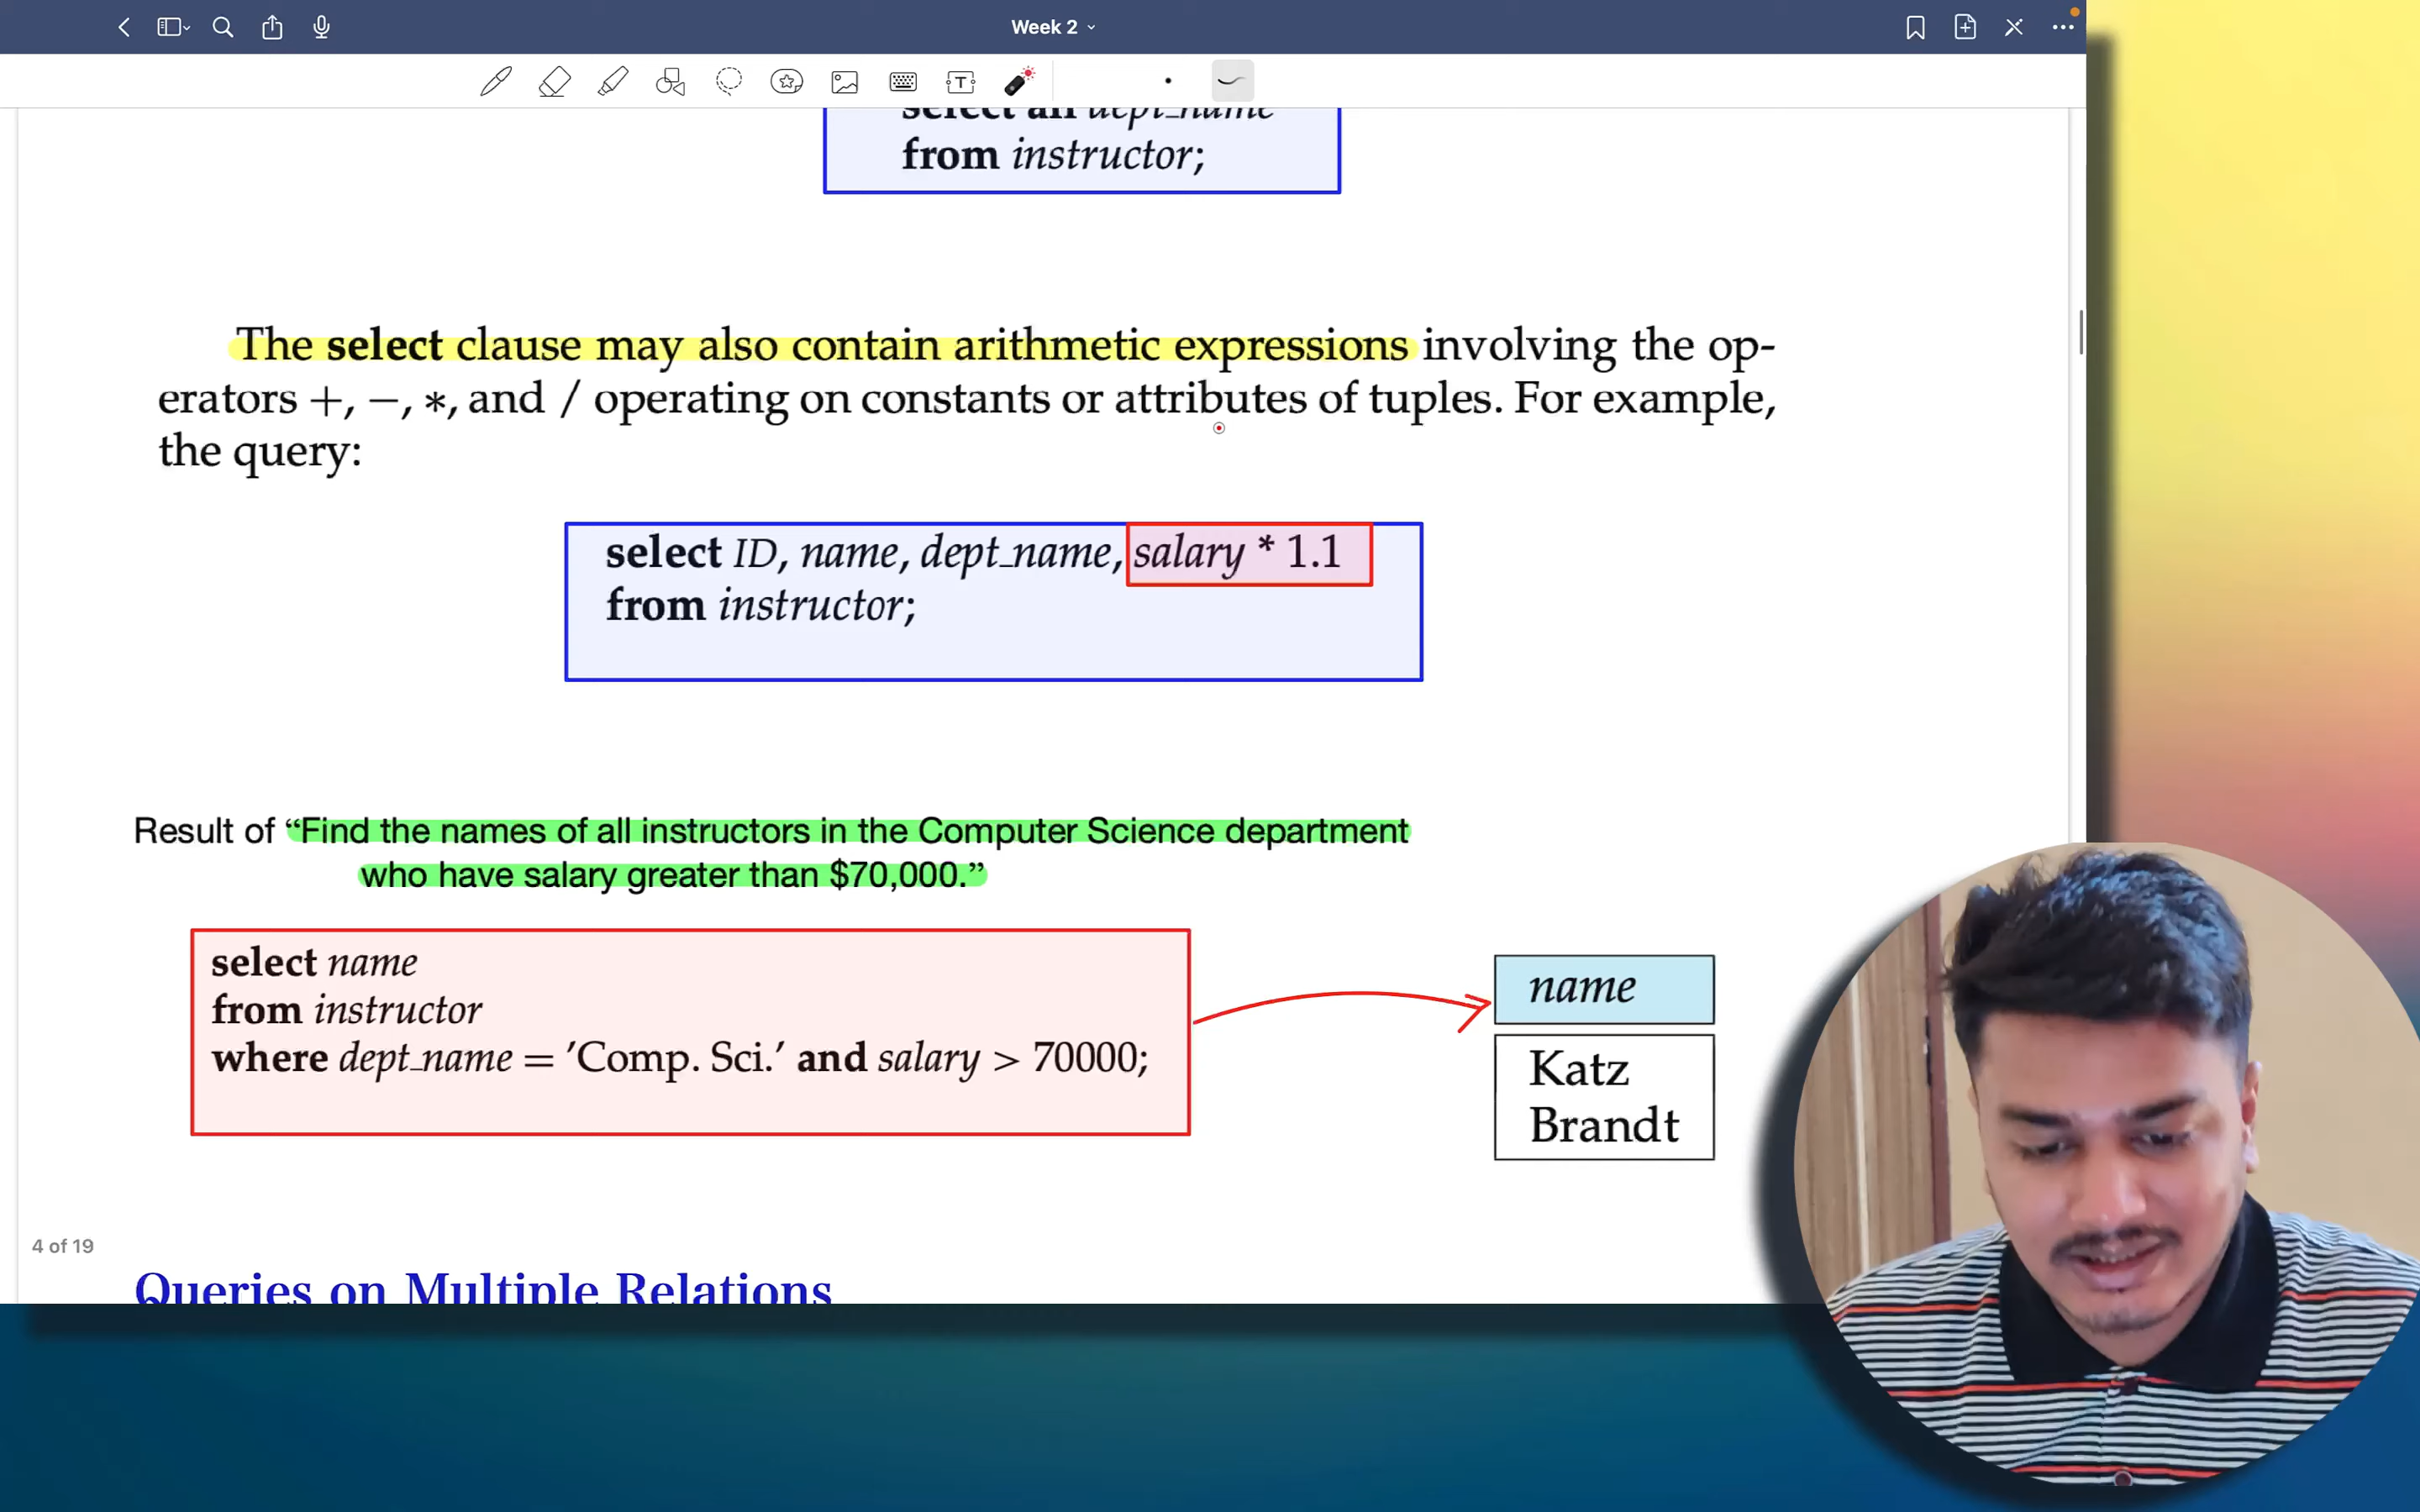 Week 2
select all dept_name
from instructor;
The select clause may also contain arithmetic expressions involving the op-
erators +, −, *, and / operating on constants or attributes of tuples. For example,
the query:
select ID, name, dept_name, salary * 1.1
from instructor;
Result of “Find the names of all instructors in the Computer Science department
who have salary greater than $70,000.”
select name
from instructor
where dept_name = ’Comp. Sci.’ and salary > 70000;
name
Katz
Brandt
4 of 19
Queries on Multiple Relations